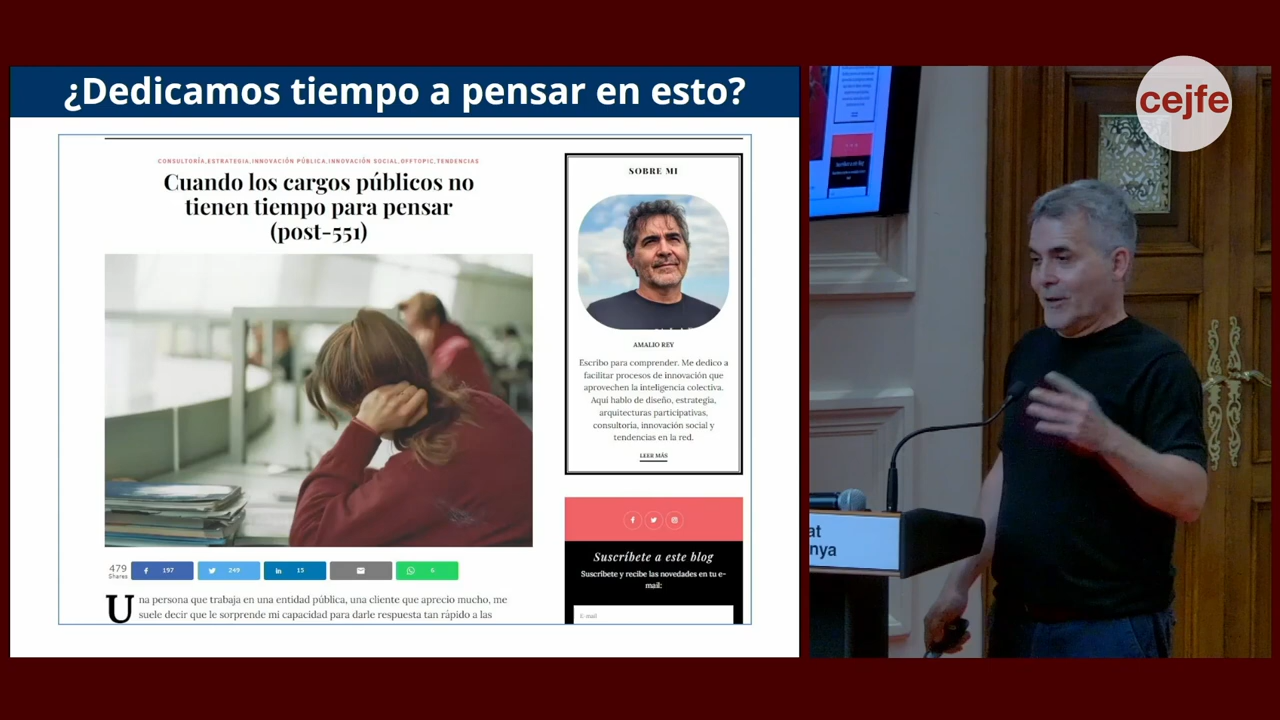 ¿Dedicamos tiempo a pensar en esto?
CONSULTORÍA,ESTRATEGIA,INNOVACIÓN PÚBLICA,INNOVACIÓN SOCIAL,OFFTOPIC,TENDENCIAS
Cuando los cargos públicos no
tienen tiempo para pensar
(post-551)
479
Shares
197
249
15
6
Una persona que trabaja en una entidad pública, una cliente que aprecio mucho, me
suele decir que le sorprende mi capacidad para darle respuesta tan rápido a las
SOBRE MI
AMALIO REY
Escribo para comprender. Me dedico a
facilitar procesos de innovación que
aprovechen la inteligencia colectiva.
Aquí hablo de diseño, estrategia,
arquitecturas participativas,
consultoría, innovación social y
tendencias en la red.
LEER MÁS
Suscríbete a este blog
Suscríbete y recibe las novedades en tu e-
mail:
E-mail
cejfe
at
nya